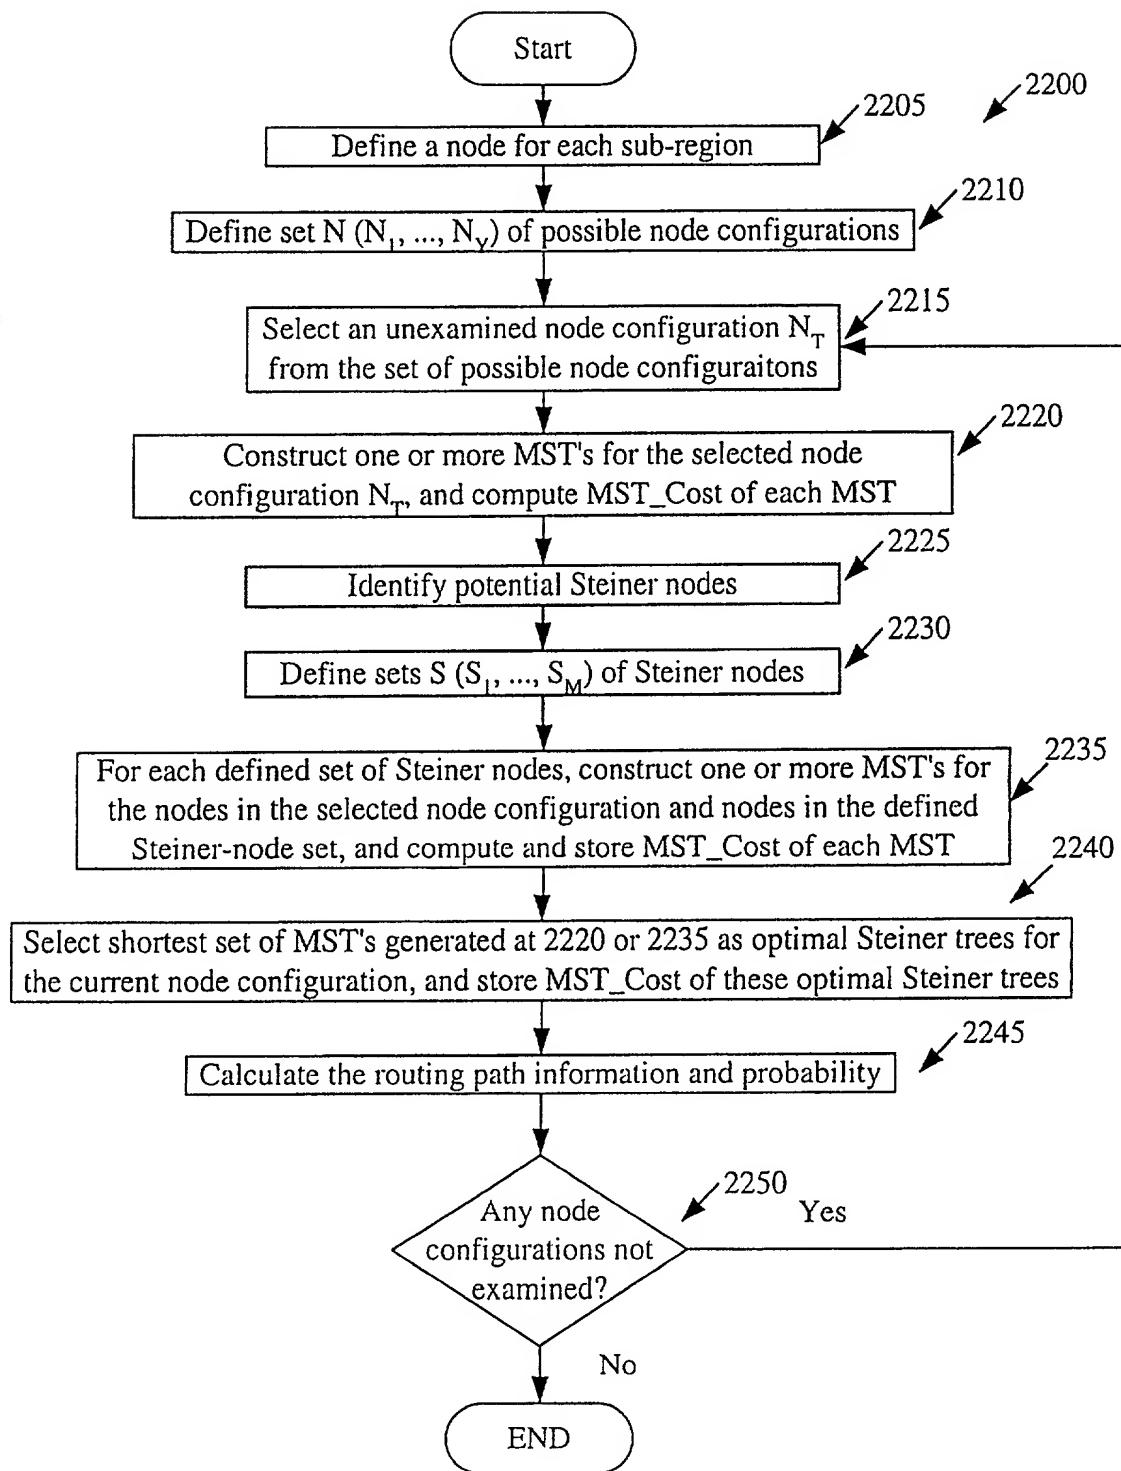 Start
2200
2205
Define a node for each sub-region
2210
Define set N (N₁, ..., N_Y) of possible node configurations
2215
Select an unexamined node configuration N_T
from the set of possible node configuraitons
2220
Construct one or more MST's for the selected node
configuration N_T, and compute MST_Cost of each MST
2225
Identify potential Steiner nodes
2230
Define sets S (S₁, ..., S_M) of Steiner nodes
2235
For each defined set of Steiner nodes, construct one or more MST's for
the nodes in the selected node configuration and nodes in the defined
Steiner-node set, and compute and store MST_Cost of each MST
2240
Select shortest set of MST's generated at 2220 or 2235 as optimal Steiner trees for
the current node configuration, and store MST_Cost of these optimal Steiner trees
2245
Calculate the routing path information and probability
2250
Any node
configurations not
examined?
Yes
No
END